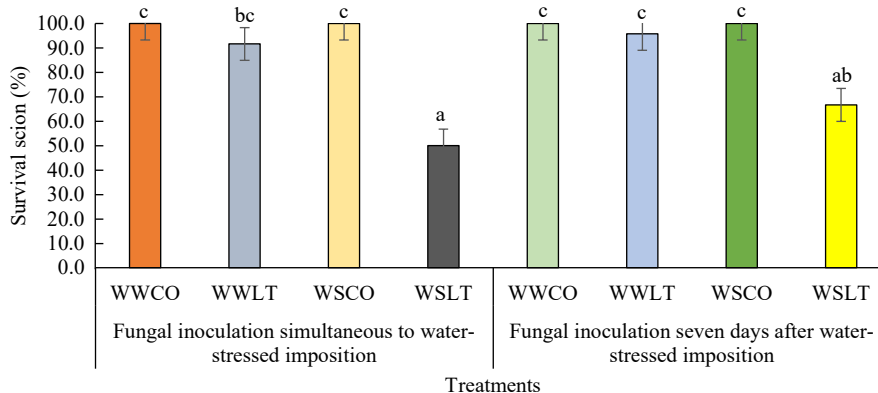 Survival scion (%)
100.0
90.0
80.0
70.0
60.0
50.0
40.0
30.0
20.0
10.0
0.0
c
bc
c
a
c
c
c
ab
WWCO WWLT WSCO WSLT WWCO WWLT WSCO WSLT
Fungal inoculation simultaneous to water-
stressed imposition
Fungal inoculation seven days after water-
stressed imposition
Treatments